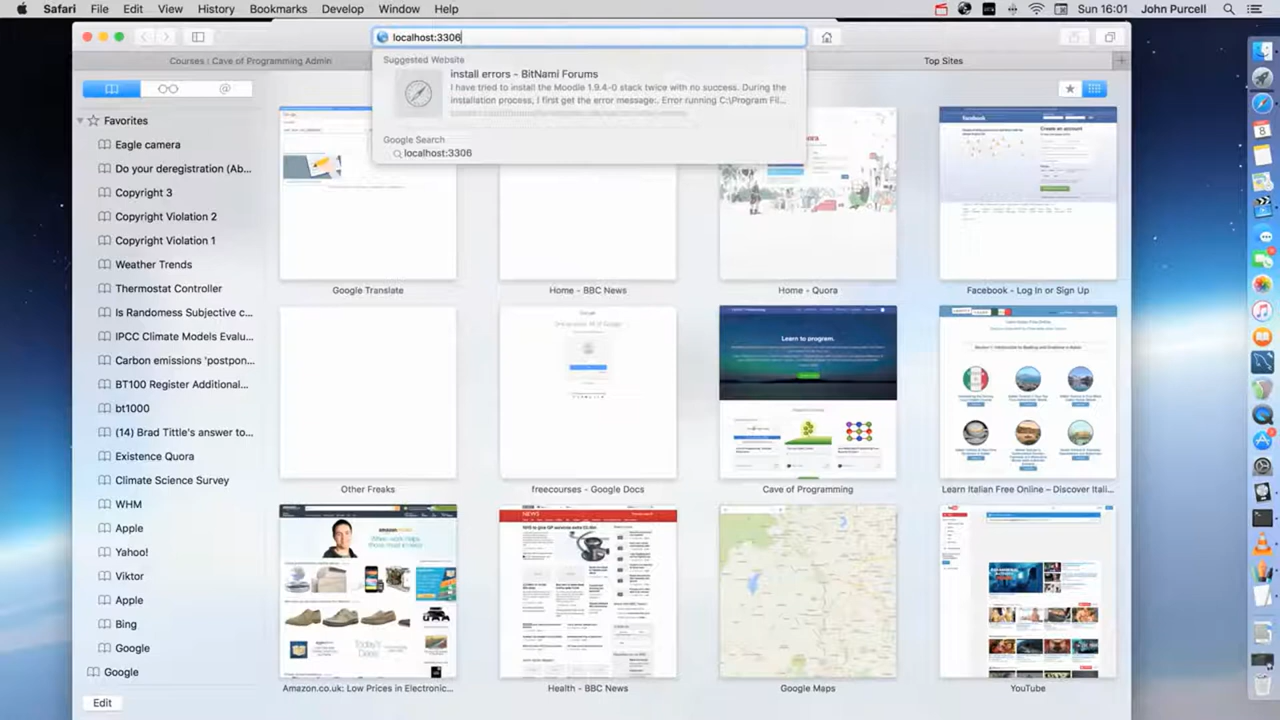 Safari File Edit View History Bookmarks Develop Window Help Sun 16:01 John Purcell
localhost:3306
Courses | Cave of Programming Admin
Top Sites
Suggested Website
install errors - BitNami Forums
I have tried to install the Moodle 1.9.4-0 stack twice with no success. During the
installation process, I first get the error message:. Error running C:\Program Fil...
Google Search
localhost:3306
Favorites
Eagle camera
Do your deregistration (Ab...
Copyright 3
Copyright Violation 2
Copyright Violation 1
Weather Trends
Thermostat Controller
Is Randomness Subjective c...
IPCC Climate Models Evalu...
Carbon emissions 'postpon...
BT100 Register Additional...
bt1000
(14) Brad Tittle's answer to...
Exis-tench - Quora
Climate Science Survey
WHM
Apple
Yahoo!
Viktor
Apple
Bing
Google
Google
Edit
Google Translate
Home - BBC News
Home - Quora
facebook
Facebook - Log In or Sign Up
Other Freaks
freecourses - Google Docs
Learn to program.
Cave of Programming
Learn Italian Free Online – Discover Itali...
Amazon.co.uk: Low Prices in Electronic...
NEWS
Health - BBC News
Google Maps
YouTube